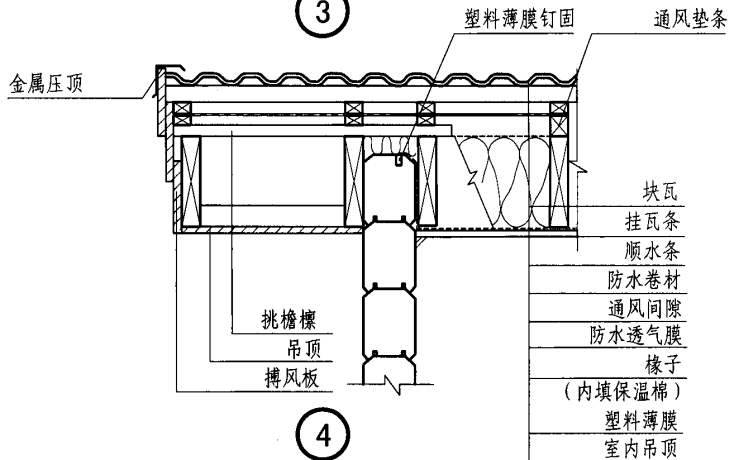 3
塑料薄膜钉固
通风垫条
金属压顶
块瓦
挂瓦条
顺水条
防水卷材
通风间隙
防水透气膜
椽子
(内填保温棉)
塑料薄膜
室内吊顶
挑檐檩
吊顶
搏风板
4